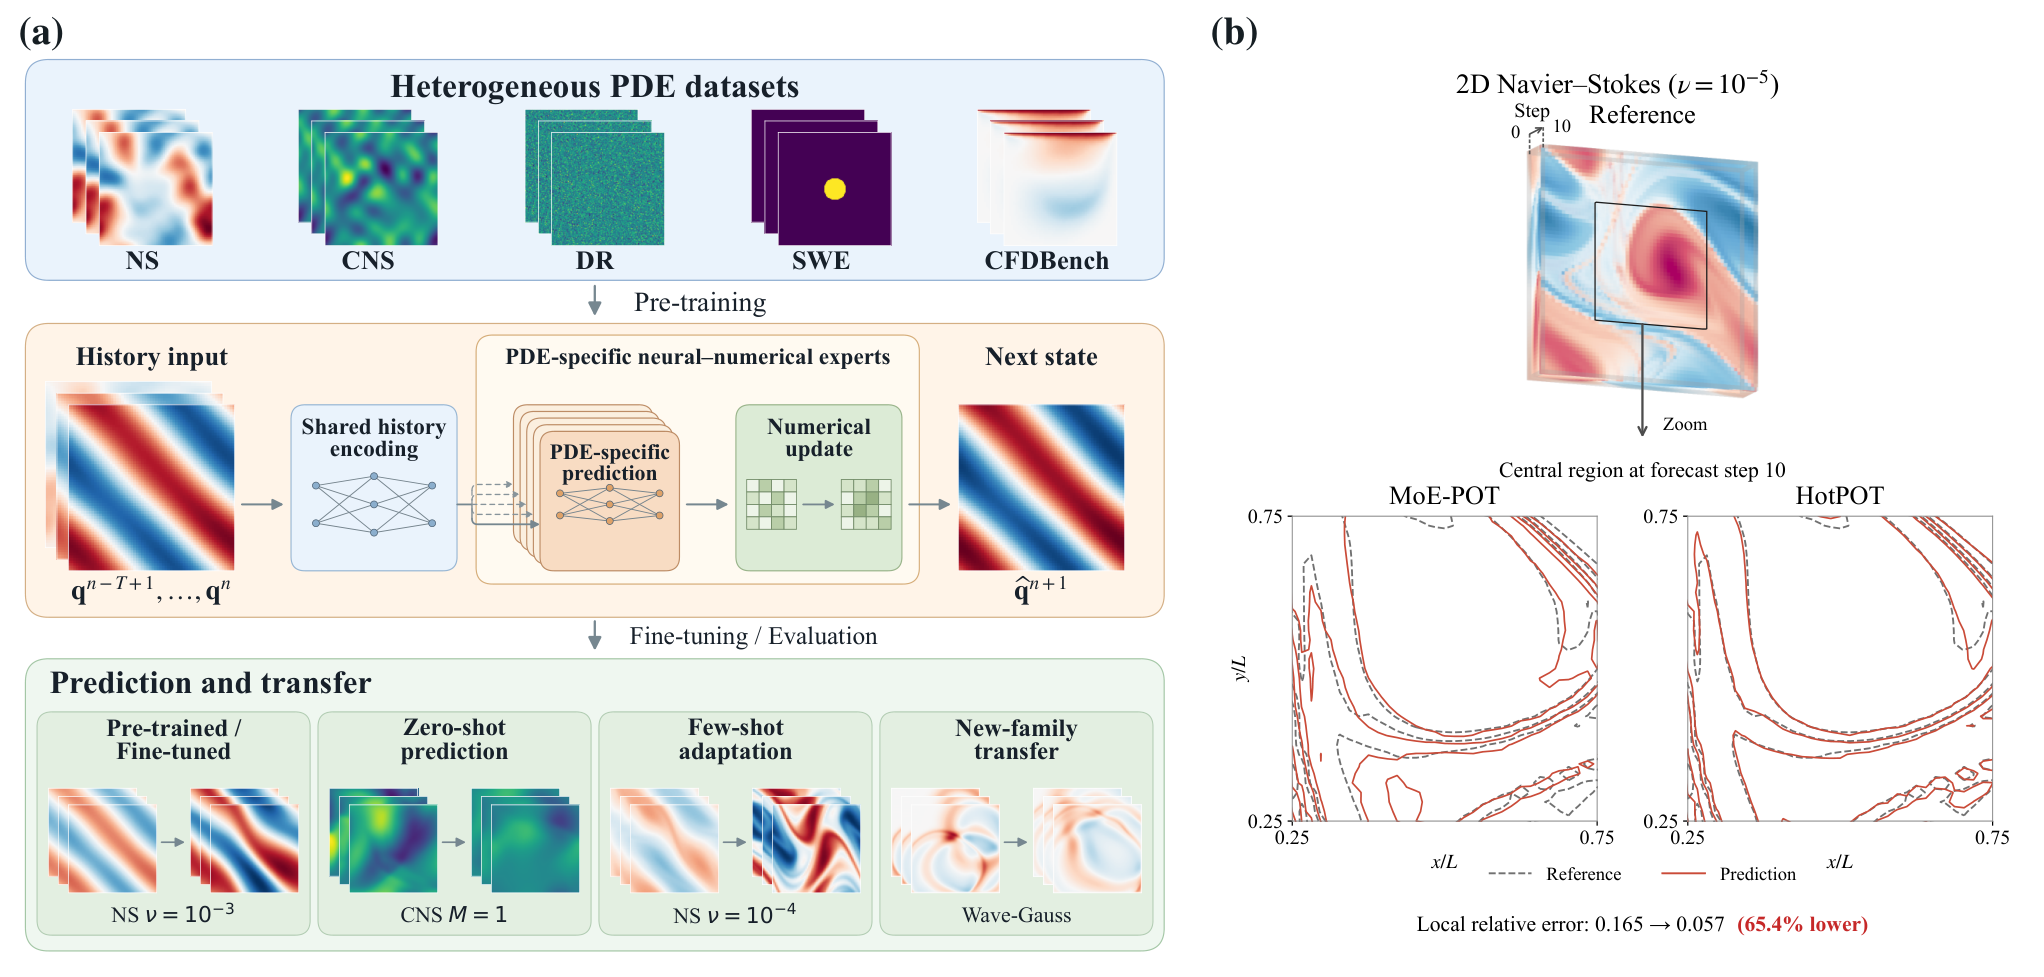 (a)
Heterogeneous PDE datasets
NS
CNS
DR
SWE
CFDBench
Pre-training
History input
PDE-specific neural–numerical experts
Next state
Shared history
encoding
PDE-specific
prediction
Numerical
update
q^{n−T+1}, …, q^n
q̂^{n+1}
Fine-tuning / Evaluation
Prediction and transfer
Pre-trained /
Fine-tuned
Zero-shot
prediction
Few-shot
adaptation
New-family
transfer
NS ν = 10⁻³
CNS M = 1
NS ν = 10⁻⁴
Wave-Gauss
(b)
2D Navier–Stokes (ν = 10⁻⁵)
Reference
Step
0
10
Zoom
Central region at forecast step 10
MoE-POT
HotPOT
0.75
0.75
y/L
0.25
0.25
0.25
0.75
0.25
0.75
x/L
x/L
Reference
Prediction
Local relative error: 0.165 → 0.057 (65.4% lower)